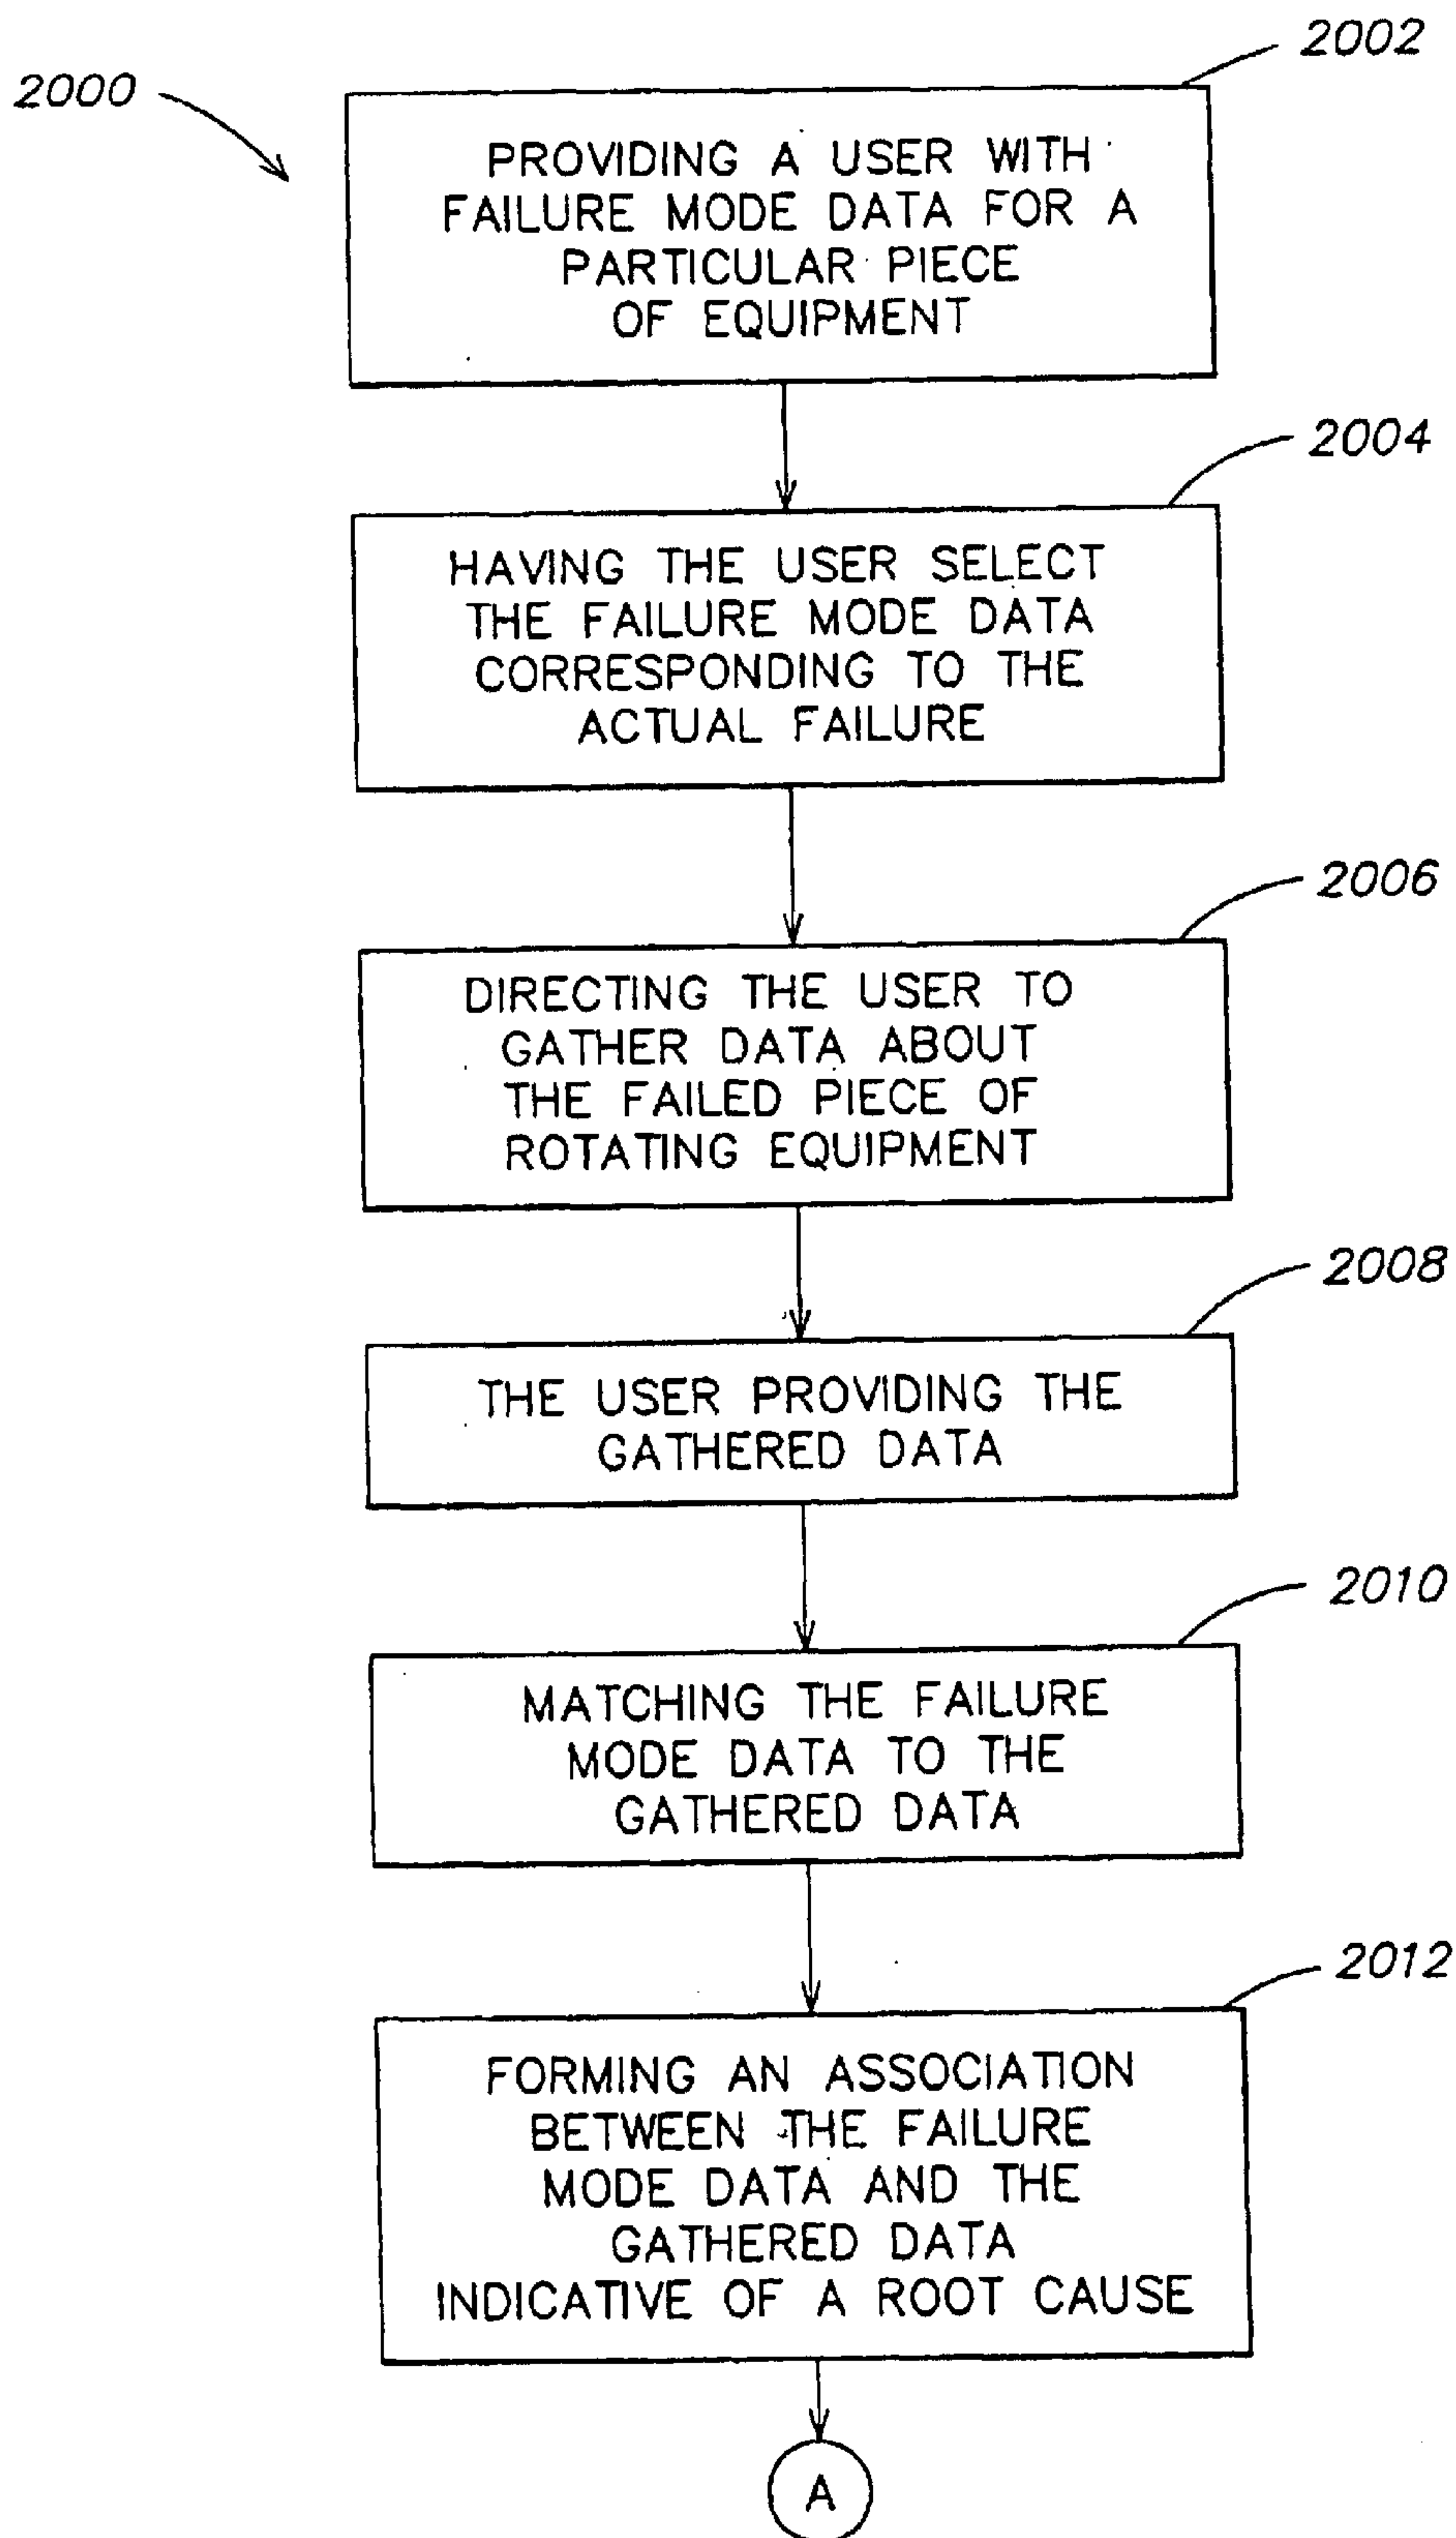 2000
2002
PROVIDING A USER WITH
FAILURE MODE DATA FOR A
PARTICULAR PIECE
OF EQUIPMENT
2004
HAVING THE USER SELECT
THE FAILURE MODE DATA
CORRESPONDING TO THE
ACTUAL FAILURE
2006
DIRECTING THE USER TO
GATHER DATA ABOUT
THE FAILED PIECE OF
ROTATING EQUIPMENT
2008
THE USER PROVIDING THE
GATHERED DATA
2010
MATCHING THE FAILURE
MODE DATA TO THE
GATHERED DATA
2012
FORMING AN ASSOCIATION
BETWEEN THE FAILURE
MODE DATA AND THE
GATHERED DATA
INDICATIVE OF A ROOT CAUSE
A